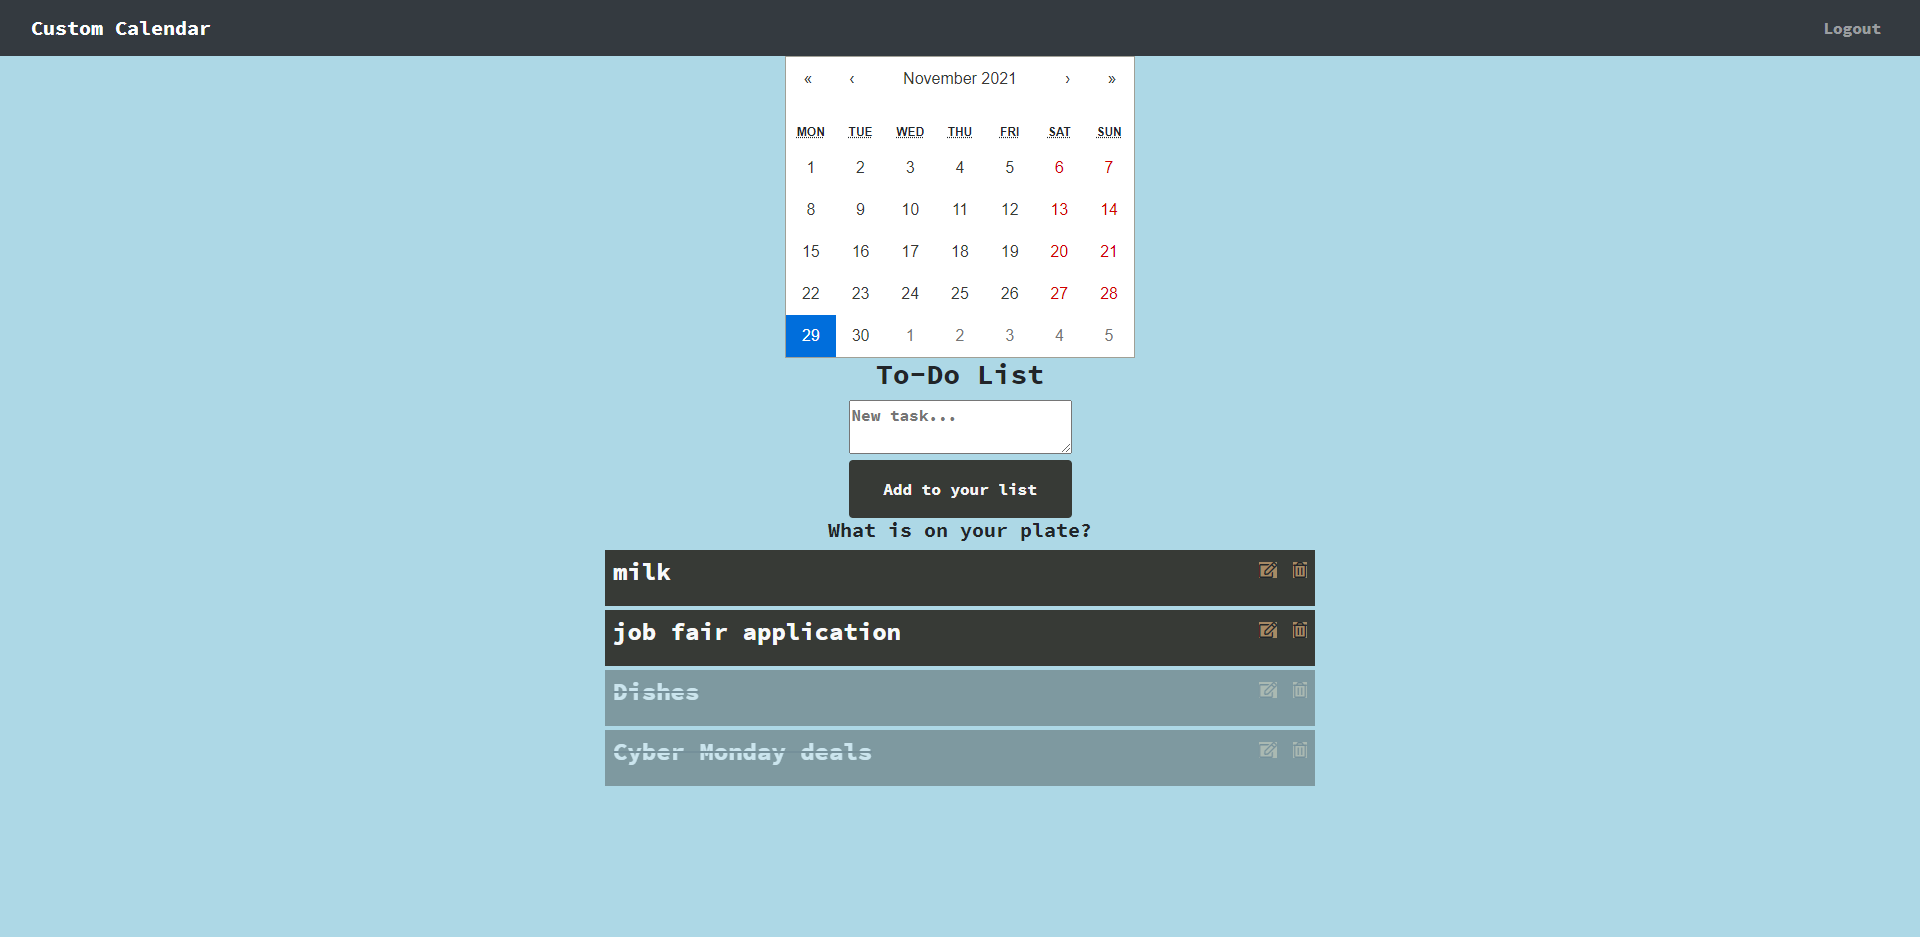 Custom Calendar Logout
« ‹ November 2021 › »
MON TUE WED THU FRI SAT SUN
1 2 3 4 5 6 7
8 9 10 11 12 13 14
15 16 17 18 19 20 21
22 23 24 25 26 27 28
29 30 1 2 3 4 5
To-Do List
New task...
Add to your list
What is on your plate?
milk
job fair application
Dishes
Cyber Monday deals